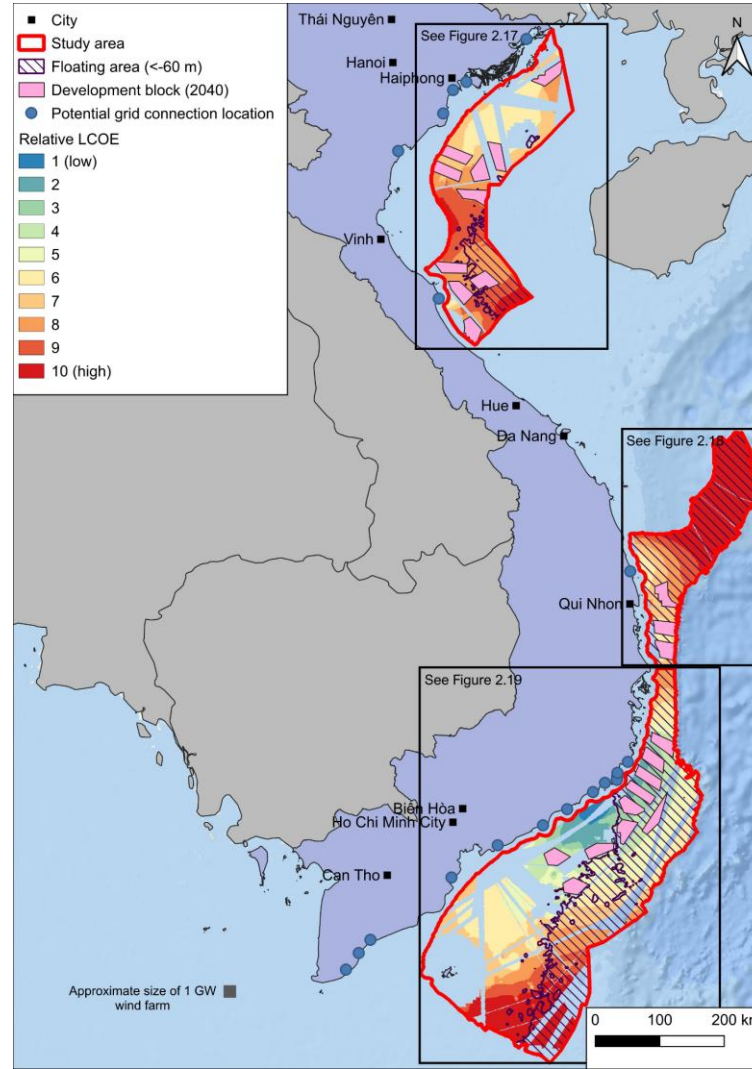 City
Study area
Floating area (<-60 m)
Development block (2040)
Potential grid connection location
Relative LCOE
1 (low)
2
3
4
5
6
7
8
9
10 (high)
Thái Nguyên
See Figure 2.17
N
Hanoi
Haiphong
Vinh
Hue
Da Nang
See Figure 2.18
Qui Nhon
See Figure 2.19
Biên Hòa
Ho Chi Minh City
Can Tho
Approximate size of 1 GW
wind farm
0 100 200 km